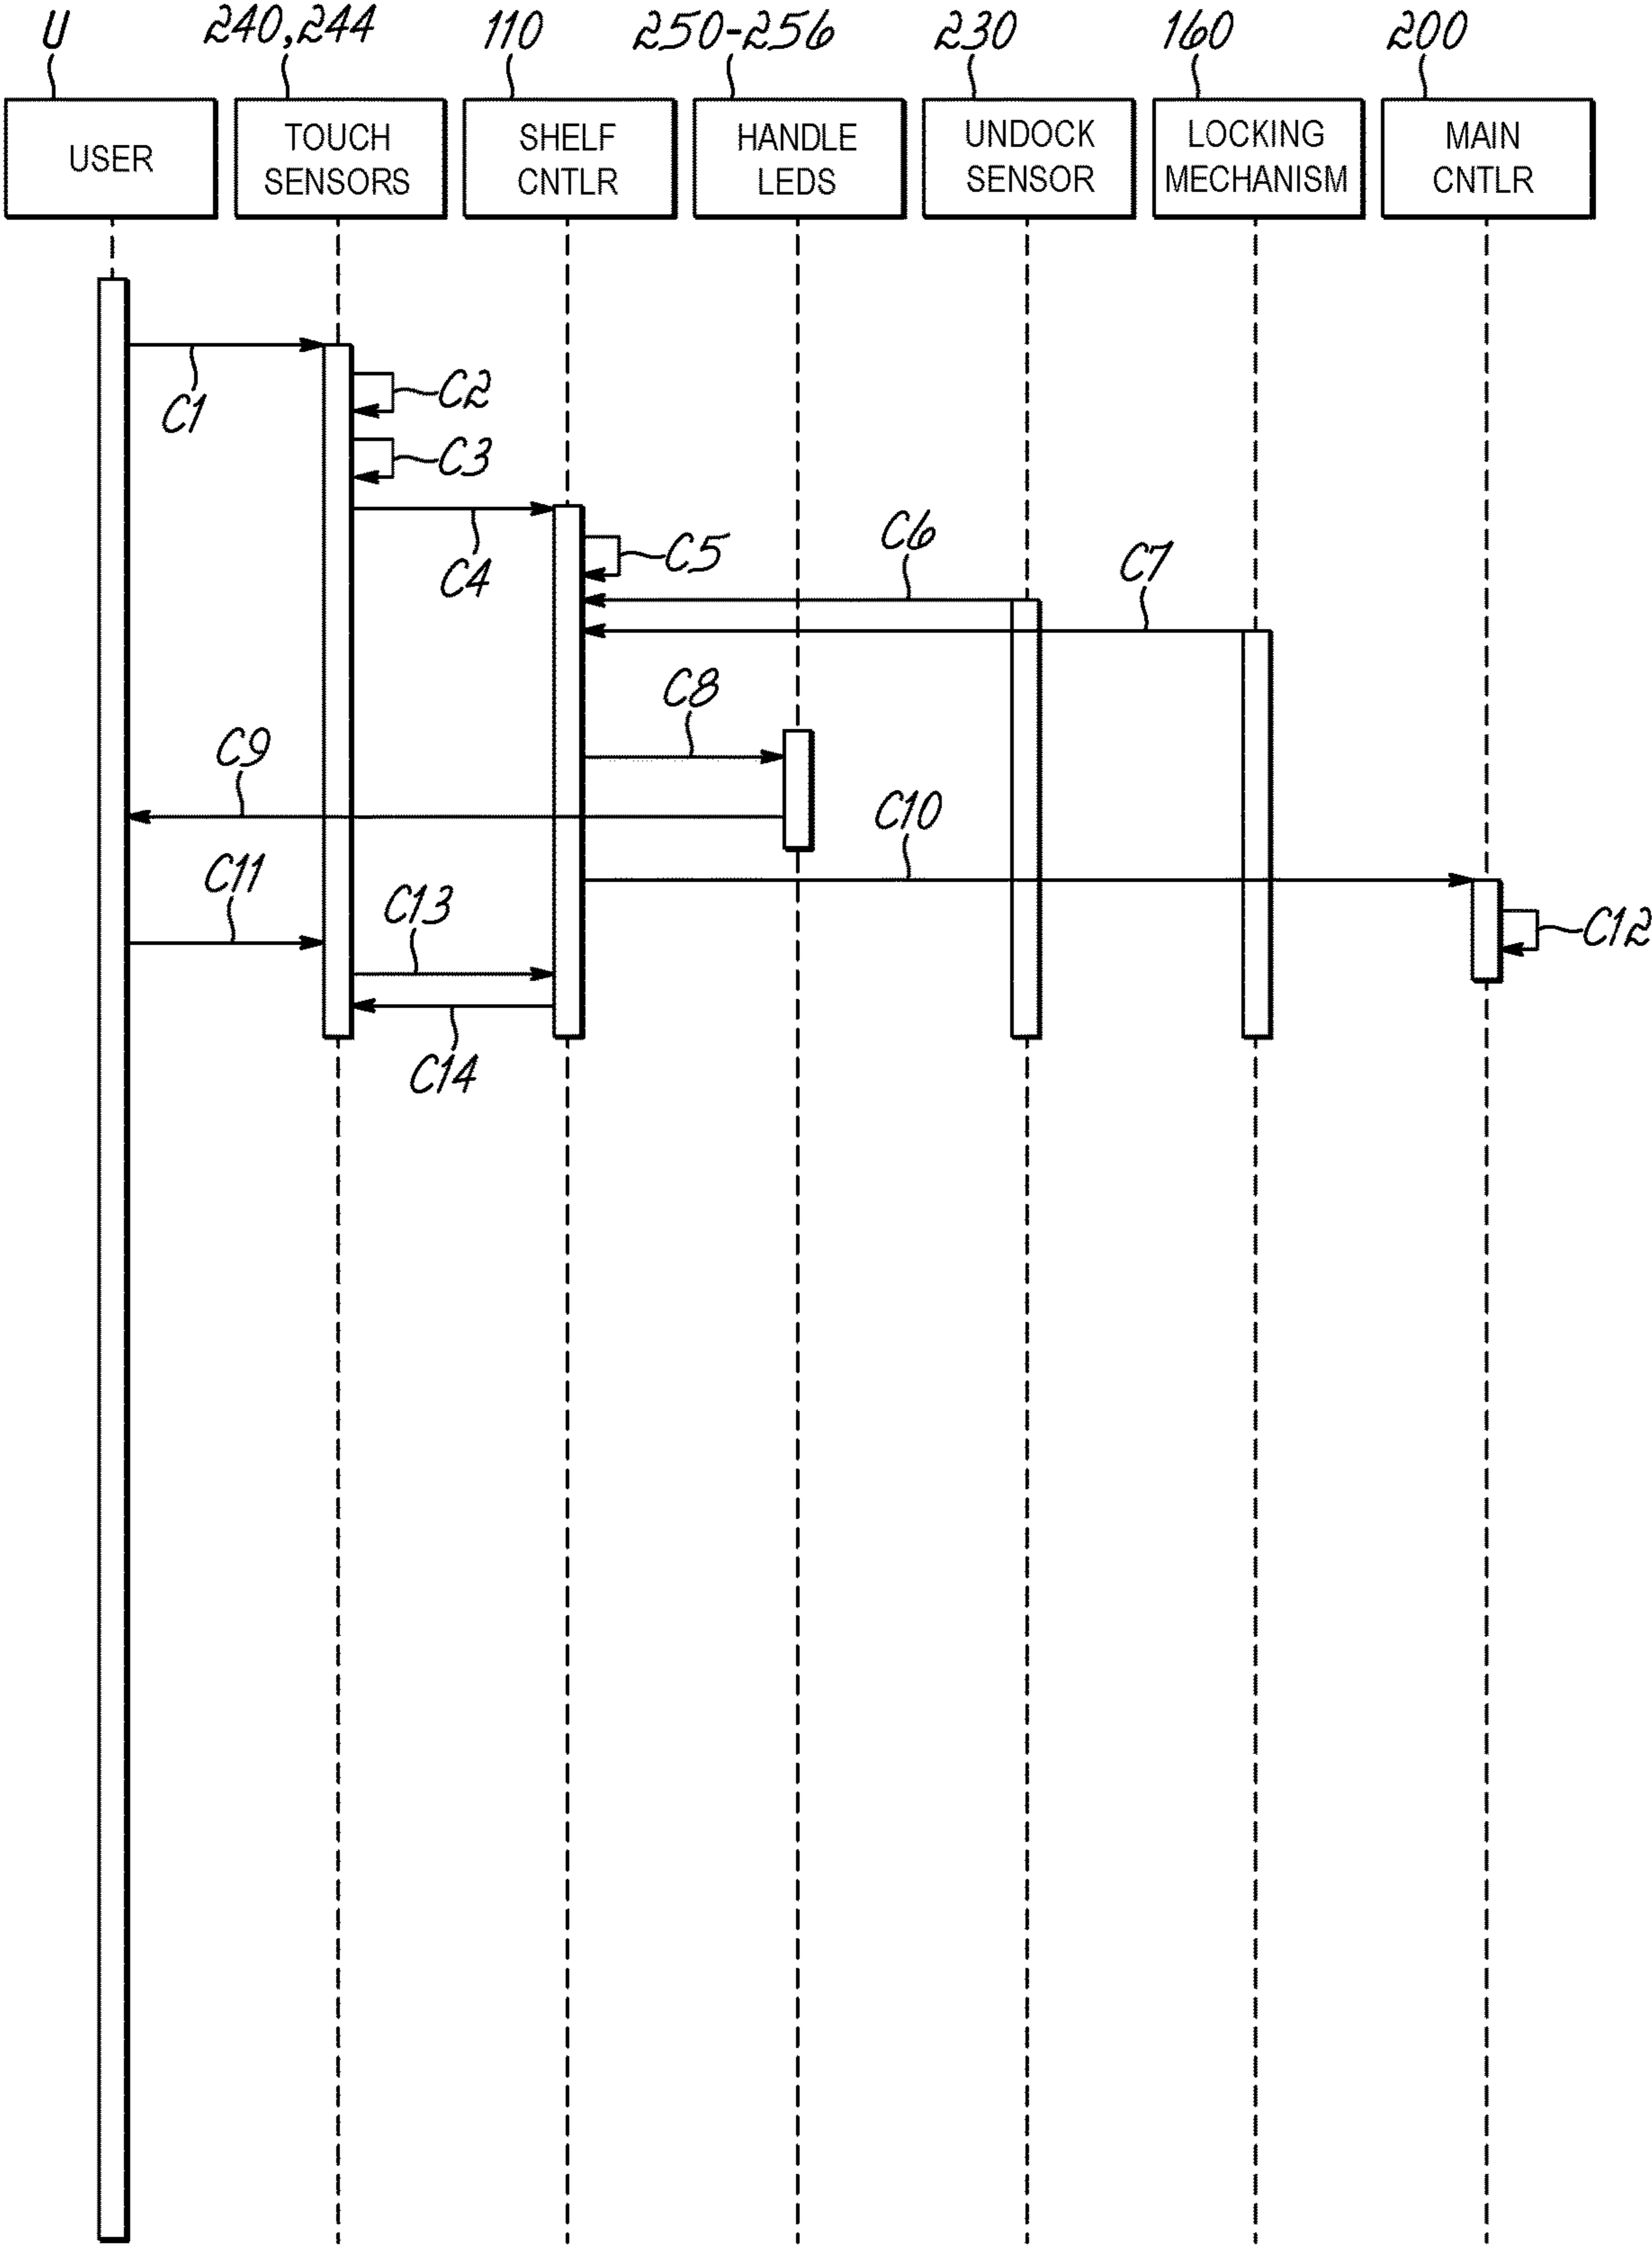 U
240,244
110
250-256
230
160
200
USER
TOUCH
SENSORS
SHELF
CNTLR
HANDLE
LEDS
UNDOCK
SENSOR
LOCKING
MECHANISM
MAIN
CNTLR
C1
C2
C3
C4
C5
C6
C7
C8
C9
C10
C11
C13
C12
C14